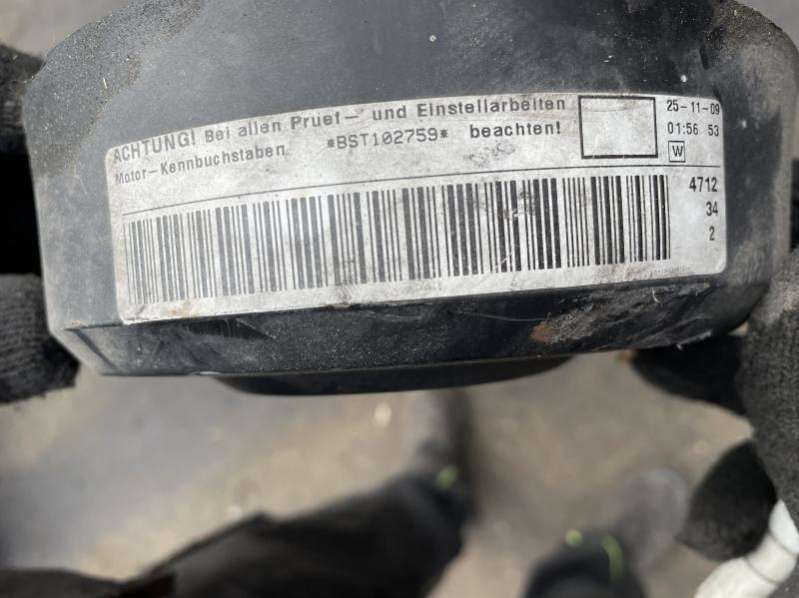 ACHTUNG! Bei allen Pruef- und Einstellarbeiten
Motor-Kennbuchstaben *BST102759* beachten!
25-11-09
01:56 53
W
4712
34
2